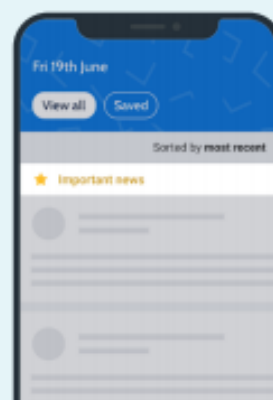 Fri 19th June
View all Saved
Sorted by most recent
Important news